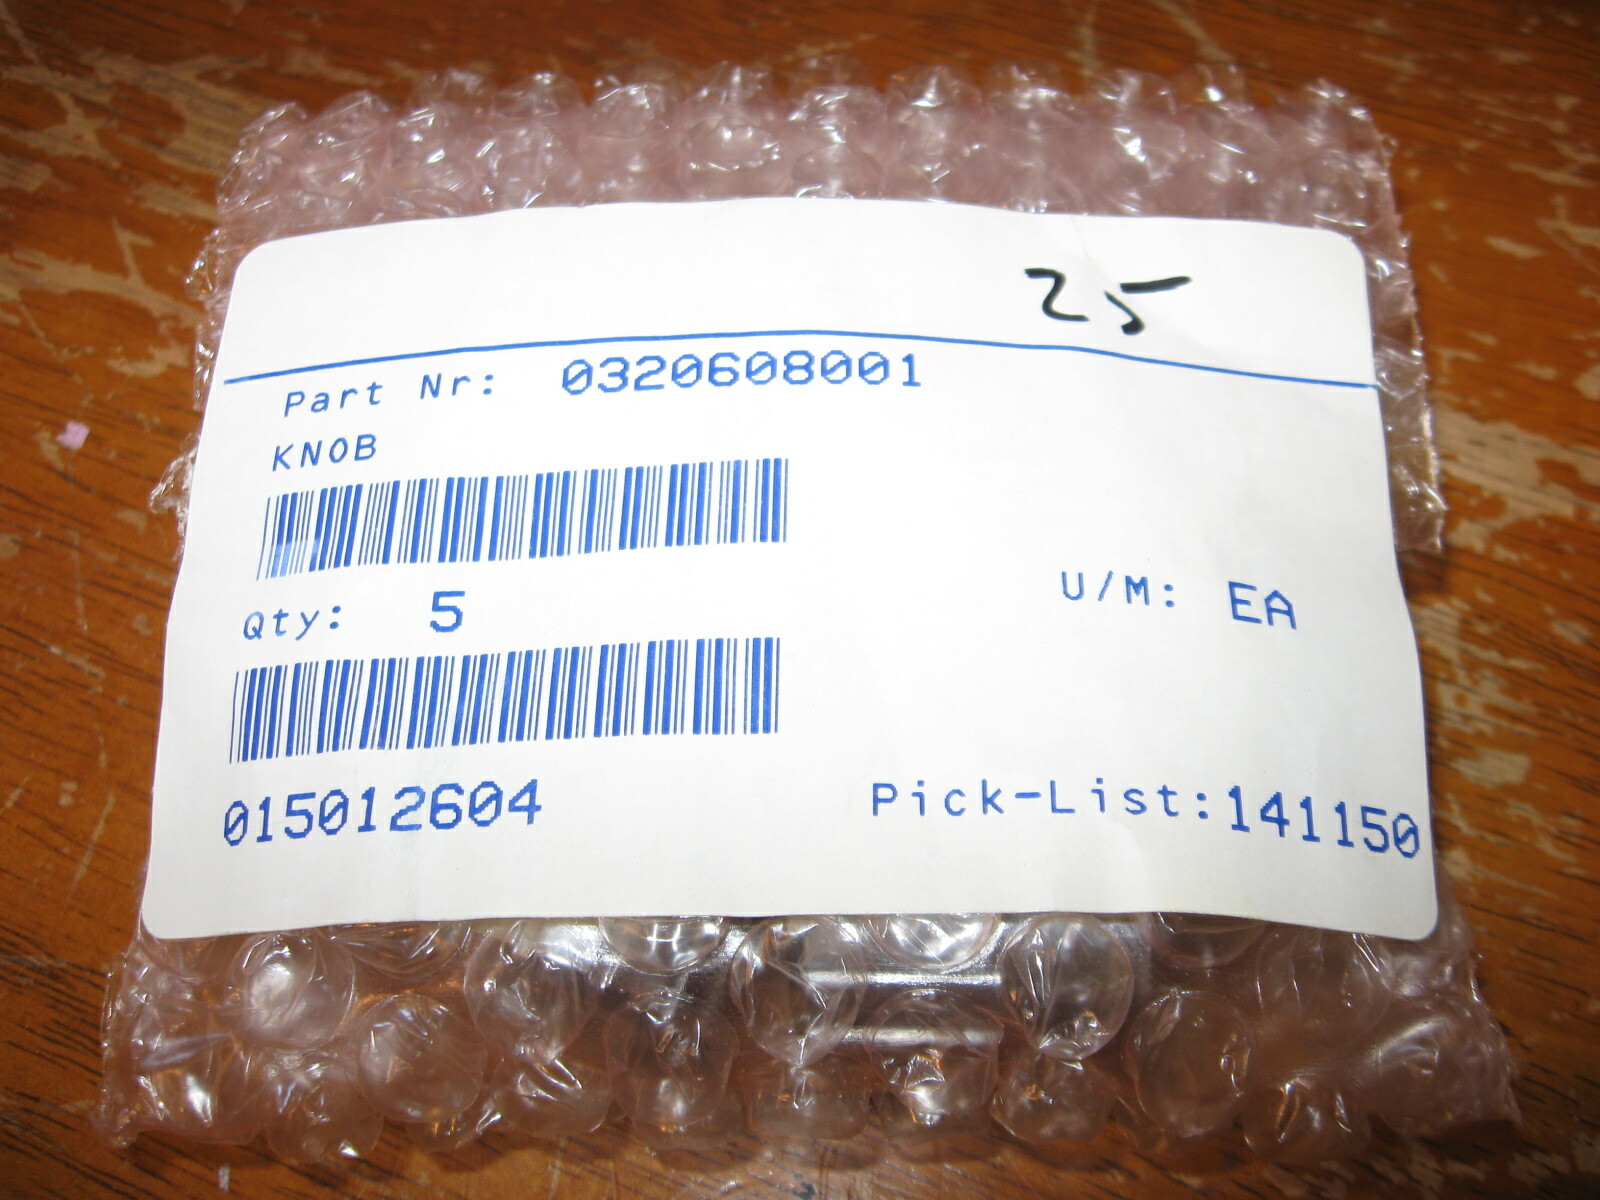 25
Part Nr: 0320608001
KNOB
Qty: 5 U/M: EA
015012604 Pick-List:141150